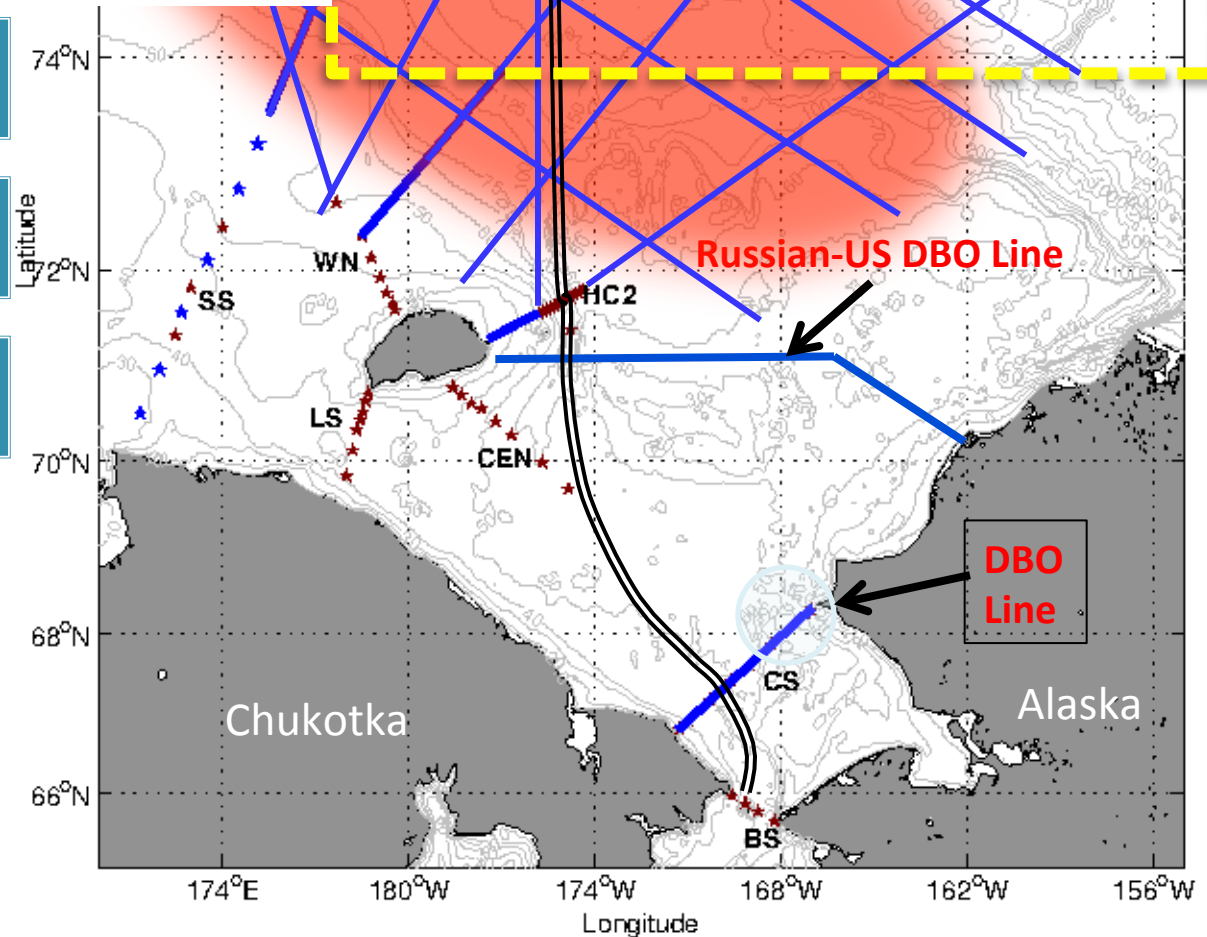 74°N
72°N
70°N
68°N
66°N
Latitude
WN
SS
HC2
Russian-US DBO Line
LS
CEN
DBO
Line
CS
Chukotka
Alaska
BS
174°E
180°W
174°W
168°W
162°W
156°W
Longitude